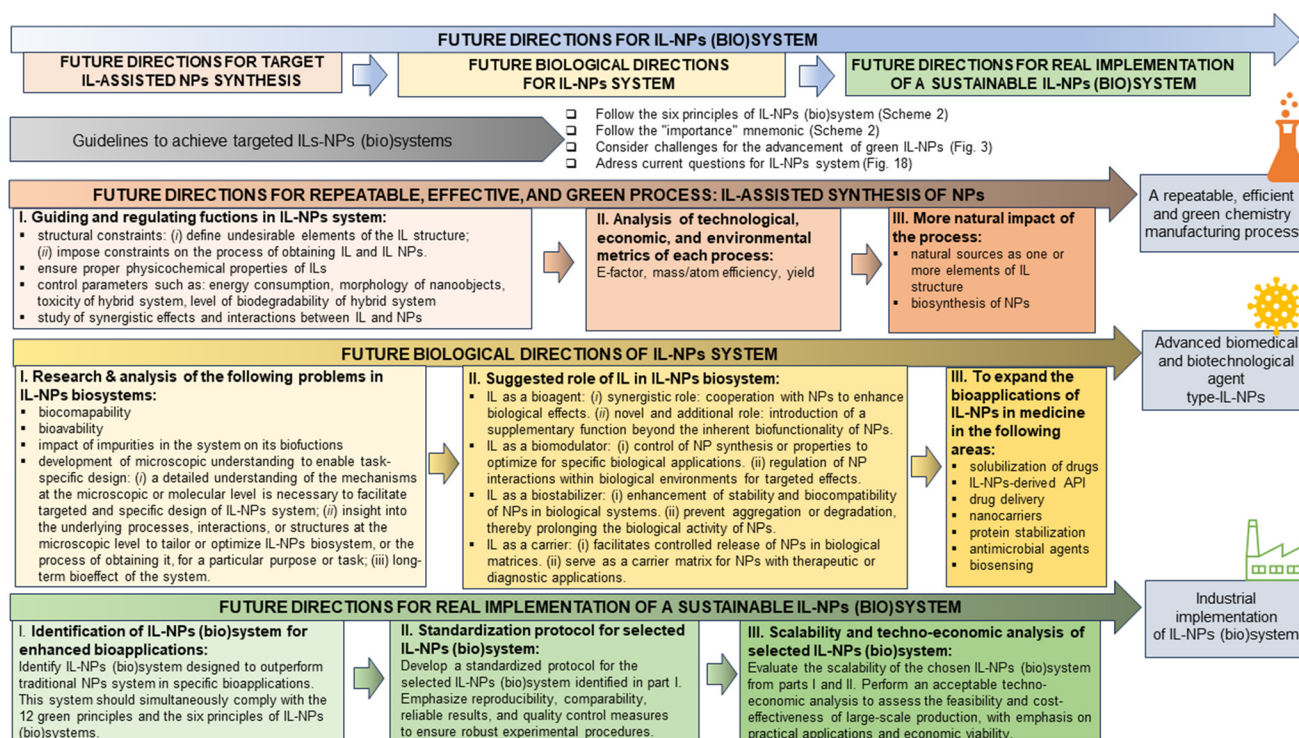 FUTURE DIRECTIONS FOR IL-NPs (BIO)SYSTEM
FUTURE DIRECTIONS FOR TARGET
IL-ASSISTED NPs SYNTHESIS
FUTURE BIOLOGICAL DIRECTIONS
FOR IL-NPs SYSTEM
FUTURE DIRECTIONS FOR REAL IMPLEMENTATION
OF A SUSTAINABLE IL-NPs (BIO)SYSTEM
Guidelines to achieve targeted ILs-NPs (bio)systems
❑ Follow the six principles of IL-NPs (bio)system (Scheme 2)
❑ Follow the "importance" mnemonic (Scheme 2)
❑ Consider challenges for the advancement of green IL-NPs (Fig. 3)
❑ Adress current questions for IL-NPs system (Fig. 18)
FUTURE DIRECTIONS FOR REPEATABLE, EFFECTIVE, AND GREEN PROCESS: IL-ASSISTED SYNTHESIS OF NPs
I. Guiding and regulating fuctions in IL-NPs system:
▪ structural constraints: (i) define undesirable elements of the IL structure;
(ii) impose constraints on the process of obtaining IL and IL NPs.
▪ ensure proper physicochemical properties of ILs
▪ control parameters such as: energy consumption, morphology of nanoobjects,
toxicity of hybrid system, level of biodegradability of hybrid system
▪ study of synergistic effects and interactions between IL and NPs
II. Analysis of technological,
economic, and environmental
metrics of each process:
E-factor, mass/atom efficiency, yield
III. More natural impact of
the process:
▪ natural sources as one or
more elements of IL
structure
▪ biosynthesis of NPs
A repeatable, efficient
and green chemistry
manufacturing process
FUTURE BIOLOGICAL DIRECTIONS OF IL-NPs SYSTEM
I. Research & analysis of the following problems in
IL-NPs biosystems:
▪ biocomapability
▪ bioavability
▪ impact of impurities in the system on its biofuctions
▪ development of microscopic understanding to enable task-
specific design: (i) a detailed understanding of the mechanisms
at the microscopic or molecular level is necessary to facilitate
targeted and specific design of IL-NPs system; (ii) insight into
the underlying processes, interactions, or structures at the
microscopic level to tailor or optimize IL-NPs biosystem, or the
process of obtaining it, for a particular purpose or task; (iii) long-
term bioeffect of the system.
II. Suggested role of IL in IL-NPs biosystem:
▪ IL as a bioagent: (i) synergistic role: cooperation with NPs to enhance
biological effects. (ii) novel and additional role: introduction of a
supplementary function beyond the inherent biofunctionality of NPs.
▪ IL as a biomodulator: (i) control of NP synthesis or properties to
optimize for specific biological applications. (ii) regulation of NP
interactions within biological environments for targeted effects.
▪ IL as a biostabilizer: (i) enhancement of stability and biocompatibility
of NPs in biological systems. (ii) prevent aggregation or degradation,
thereby prolonging the biological activity of NPs.
▪ IL as a carrier: (i) facilitates controlled release of NPs in biological
matrices. (ii) serve as a carrier matrix for NPs with therapeutic or
diagnostic applications.
III. To expand the
bioapplications of
IL-NPs in medicine
in the following
areas:
▪ solubilization of drugs
▪ IL-NPs-derived API
▪ drug delivery
▪ nanocarriers
▪ protein stabilization
▪ antimicrobial agents
▪ biosensing
Advanced biomedical
and biotechnological
agent
type-IL-NPs
FUTURE DIRECTIONS FOR REAL IMPLEMENTATION OF A SUSTAINABLE IL-NPs (BIO)SYSTEM
I. Identification of IL-NPs (bio)system for
enhanced bioapplications:
Identify IL-NPs (bio)system designed to outperform
traditional NPs system in specific bioapplications.
This system should simultaneously comply with the
12 green principles and the six principles of IL-NPs
(bio)systems.
II. Standardization protocol for selected
IL-NPs (bio)system:
Develop a standardized protocol for the
selected IL-NPs (bio)system identified in part I.
Emphasize reproducibility, comparability,
reliable results, and quality control measures
to ensure robust experimental procedures.
III. Scalability and techno-economic analysis of
selected IL-NPs (bio)system:
Evaluate the scalability of the chosen IL-NPs (bio)system
from parts I and II. Perform an acceptable techno-
economic analysis to assess the feasibility and cost-
effectiveness of large-scale production, with emphasis on
practical applications and economic viability.
Industrial
implementation
of IL-NPs (bio)system